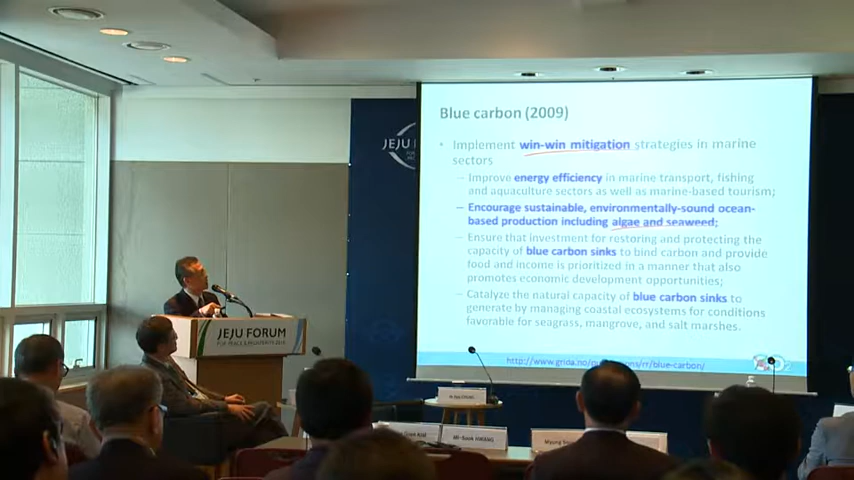 Blue carbon (2009)
• Implement win-win mitigation strategies in marine
sectors
– Improve energy efficiency in marine transport, fishing
and aquaculture sectors as well as marine-based tourism;
– Encourage sustainable, environmentally-sound ocean-
based production including algae and seaweed;
– Ensure that investment for restoring and protecting the
capacity of blue carbon sinks to bind carbon and provide
food and income is prioritized in a manner that also
promotes economic development opportunities;
– Catalyze the natural capacity of blue carbon sinks to
generate by managing coastal ecosystems for conditions
favorable for seagrass, mangrove, and salt marshes.
JEJU
JEJU FORUM
FOR PEACE & PROSPERITY
HWANG
Myung